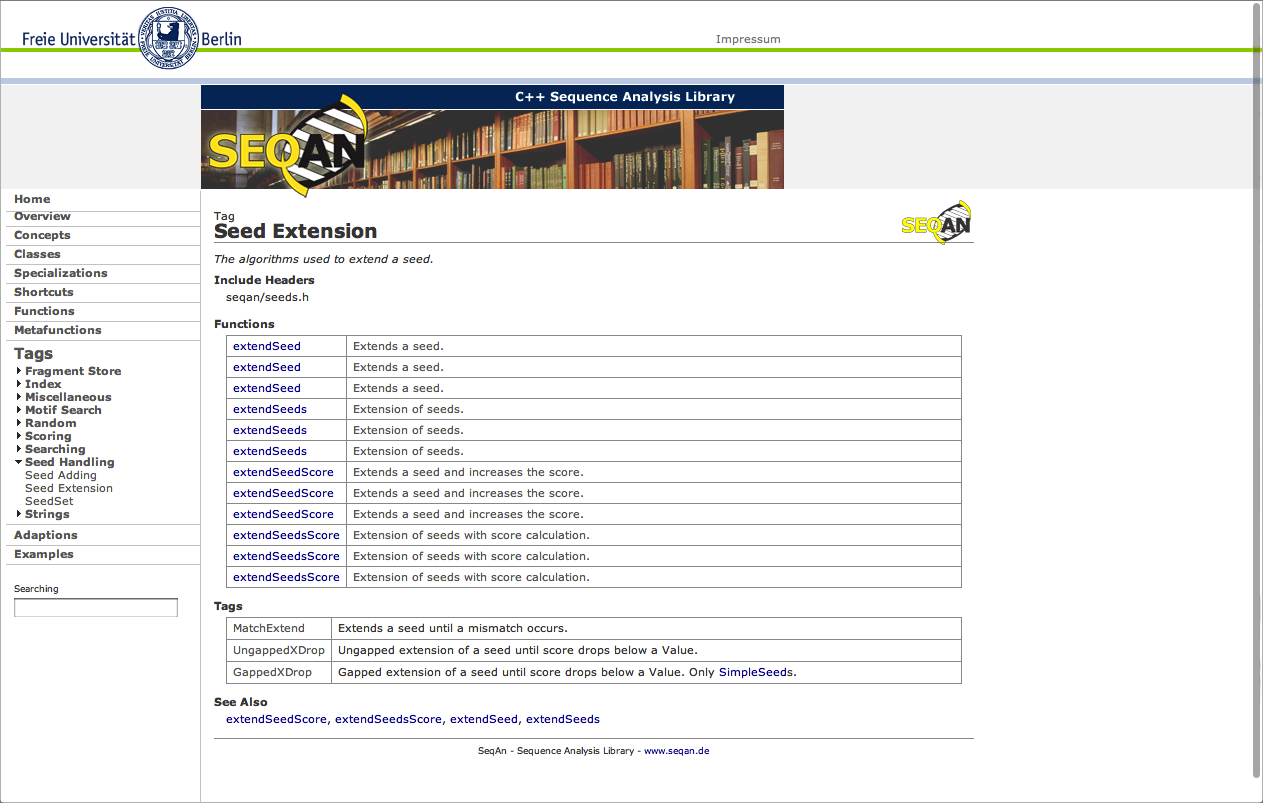 Freie Universität Berlin
Impressum
C++ Sequence Analysis Library
SEQAN
Home
Overview
Concepts
Classes
Specializations
Shortcuts
Functions
Metafunctions
Tags
Fragment Store
Index
Miscellaneous
Motif Search
Random
Scoring
Searching
Seed Handling
Seed Adding
Seed Extension
SeedSet
Strings
Adaptions
Examples
Searching
Tag
Seed Extension
SEQAN
The algorithms used to extend a seed.
Include Headers
seqan/seeds.h
Functions
extendSeed Extends a seed.
extendSeed Extends a seed.
extendSeed Extends a seed.
extendSeeds Extension of seeds.
extendSeeds Extension of seeds.
extendSeeds Extension of seeds.
extendSeedScore Extends a seed and increases the score.
extendSeedScore Extends a seed and increases the score.
extendSeedScore Extends a seed and increases the score.
extendSeedsScore Extension of seeds with score calculation.
extendSeedsScore Extension of seeds with score calculation.
extendSeedsScore Extension of seeds with score calculation.
Tags
MatchExtend Extends a seed until a mismatch occurs.
UngappedXDrop Ungapped extension of a seed until score drops below a Value.
GappedXDrop Gapped extension of a seed until score drops below a Value. Only SimpleSeeds.
See Also
extendSeedScore, extendSeedsScore, extendSeed, extendSeeds
SeqAn - Sequence Analysis Library - www.seqan.de